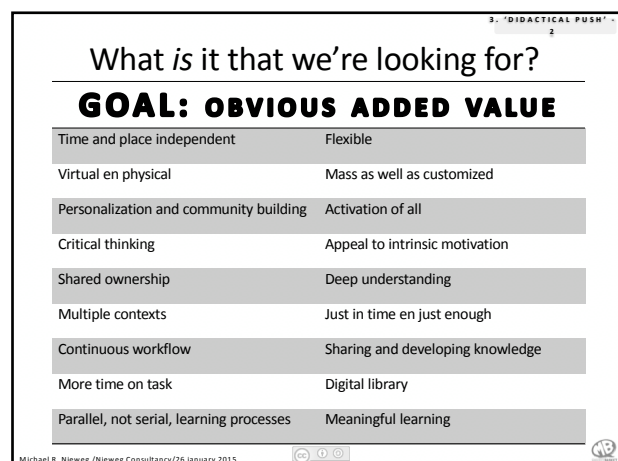 3. 'DIDACTICAL PUSH' -
2
What is it that we're looking for?
GOAL: OBVIOUS ADDED VALUE
Time and place independent Flexible
Virtual en physical Mass as well as customized
Personalization and community building Activation of all
Critical thinking Appeal to intrinsic motivation
Shared ownership Deep understanding
Multiple contexts Just in time en just enough
Continuous workflow Sharing and developing knowledge
More time on task Digital library
Parallel, not serial, learning processes Meaningful learning
Michael R. Nieweg /Nieweg Consultancy/26 january 2015
cc